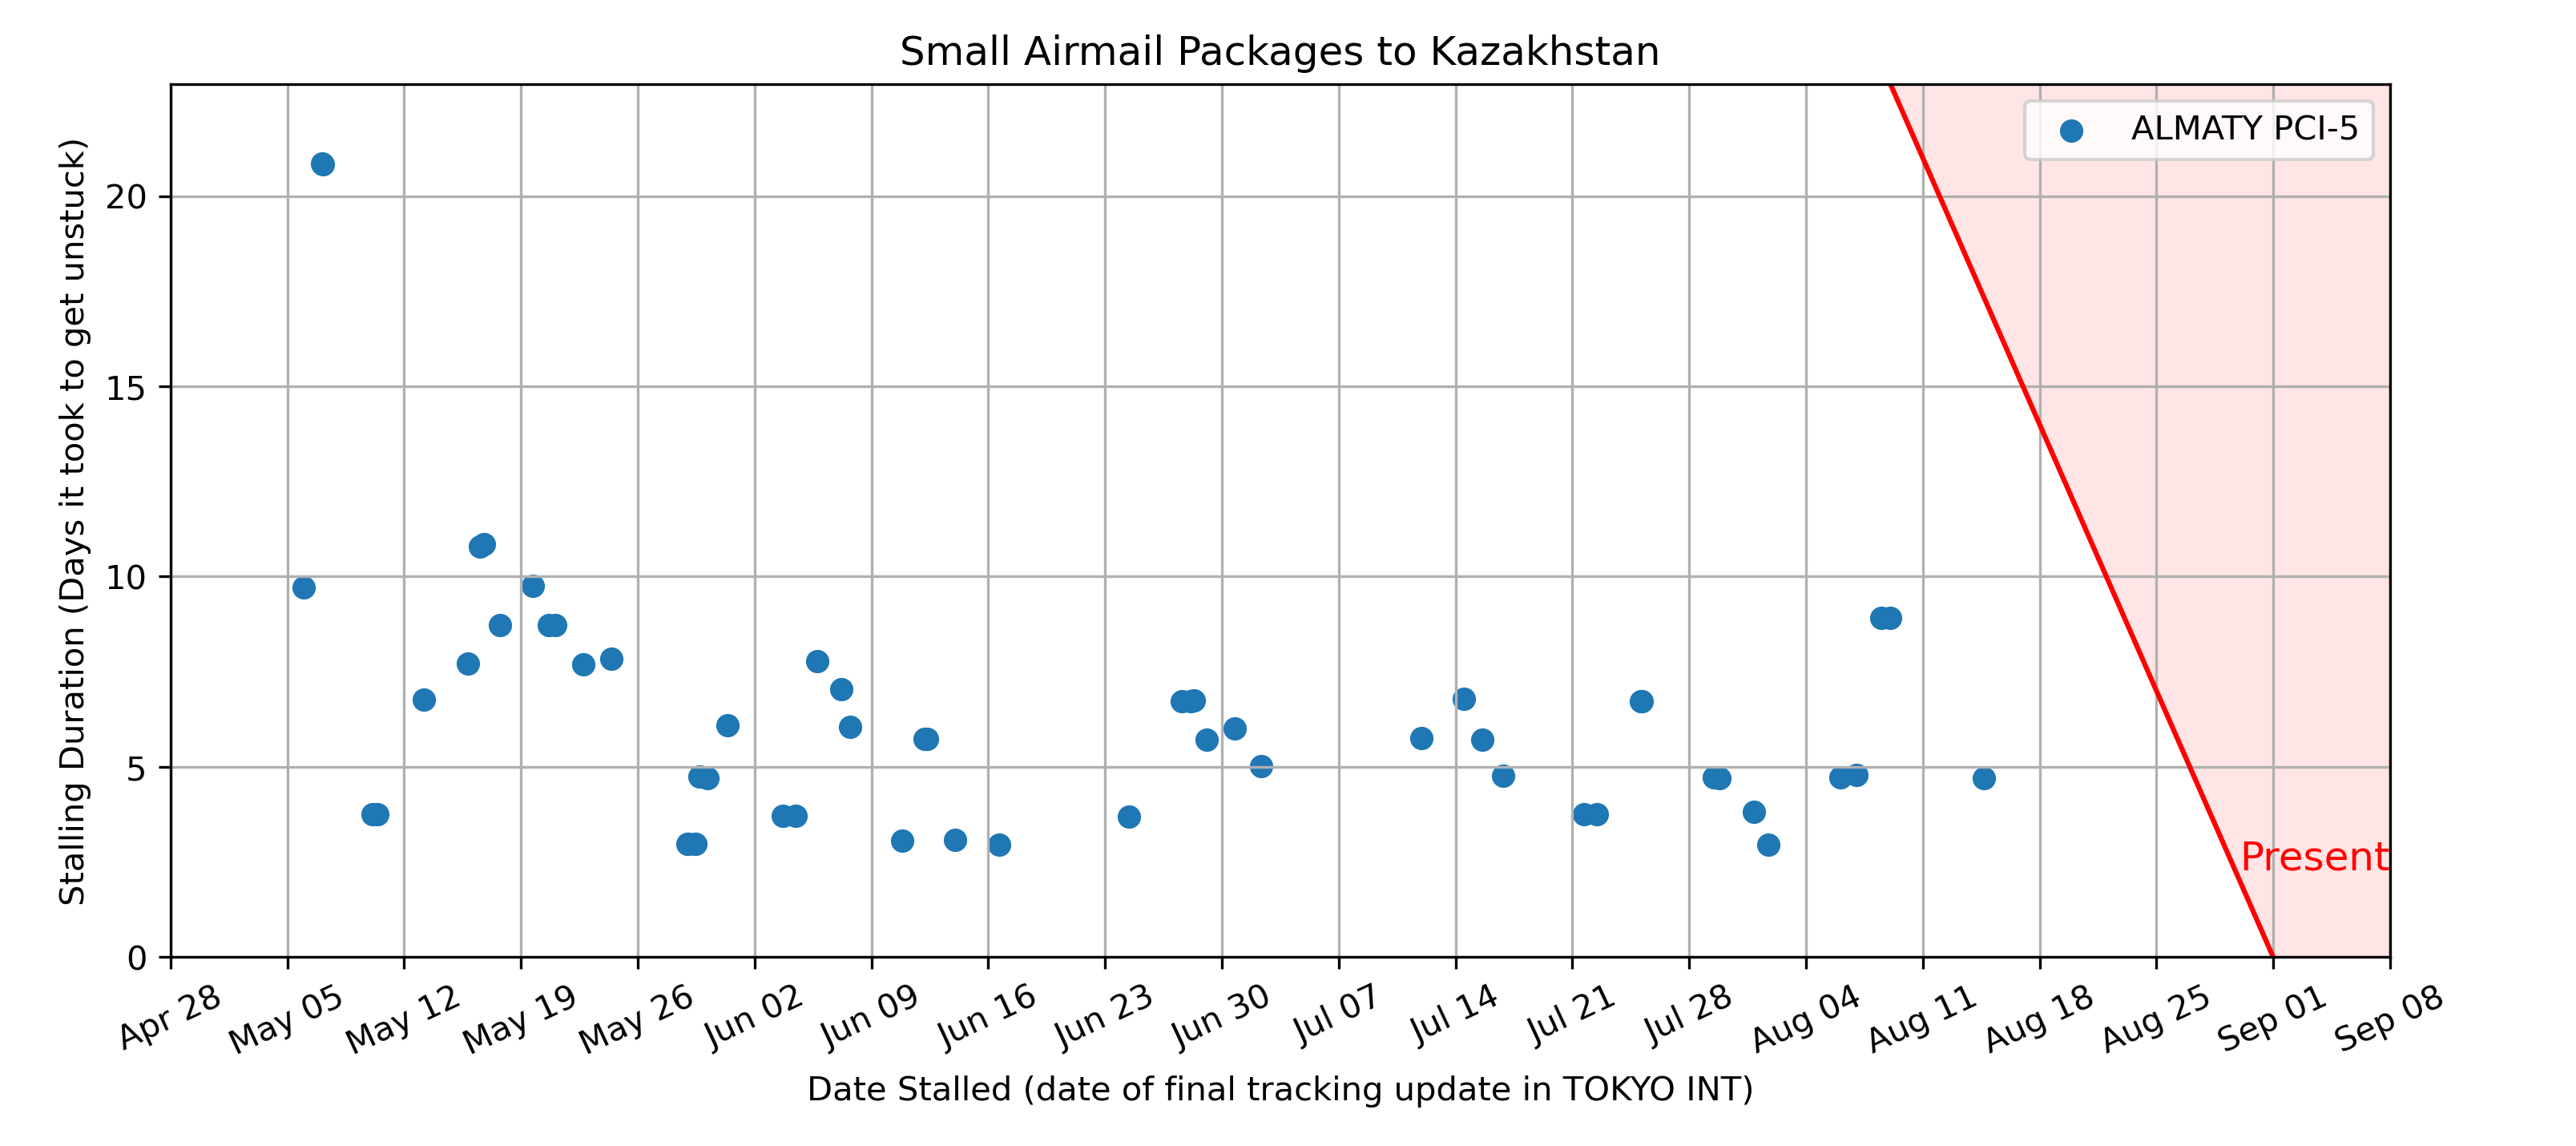 Small Airmail Packages to Kazakhstan
ALMATY PCI-5
Stalling Duration (Days it took to get unstuck)
20
15
10
5
0
Present
Apr 28
May 05
May 12
May 19
May 26
Jun 02
Jun 09
Jun 16
Jun 23
Jun 30
Jul 07
Jul 14
Jul 21
Jul 28
Aug 04
Aug 11
Aug 18
Aug 25
Sep 01
Sep 08
Date Stalled (date of final tracking update in TOKYO INT)